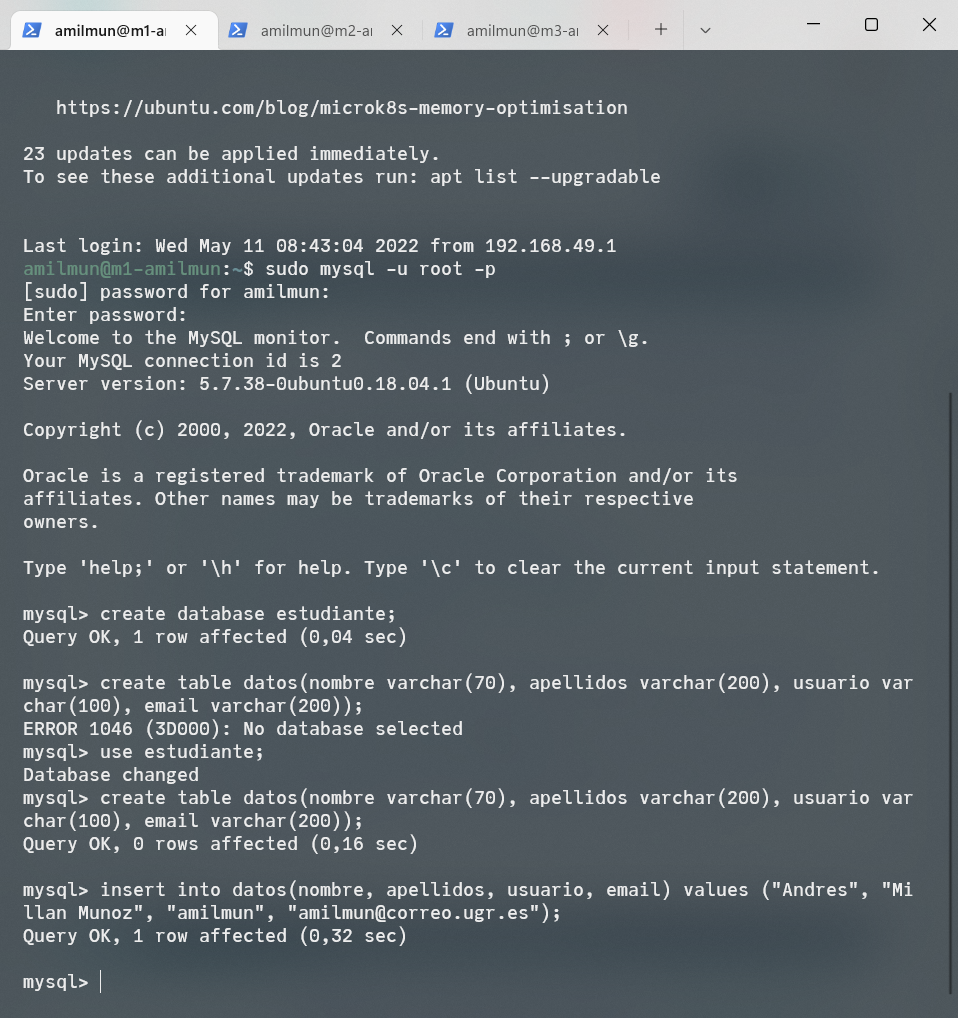 amilmun@m1-ai
amilmun@m2-ai
amilmun@m3-ai
https://ubuntu.com/blog/microk8s-memory-optimisation
23 updates can be applied immediately.
To see these additional updates run: apt list --upgradable
Last login: Wed May 11 08:43:04 2022 from 192.168.49.1
amilmun@m1-amilmun:~$ sudo mysql -u root -p
[sudo] password for amilmun:
Enter password:
Welcome to the MySQL monitor.  Commands end with ; or \g.
Your MySQL connection id is 2
Server version: 5.7.38-0ubuntu0.18.04.1 (Ubuntu)
Copyright (c) 2000, 2022, Oracle and/or its affiliates.
Oracle is a registered trademark of Oracle Corporation and/or its
affiliates. Other names may be trademarks of their respective
owners.
Type 'help;' or '\h' for help. Type '\c' to clear the current input statement.
mysql> create database estudiante;
Query OK, 1 row affected (0,04 sec)
mysql> create table datos(nombre varchar(70), apellidos varchar(200), usuario var
char(100), email varchar(200));
ERROR 1046 (3D000): No database selected
mysql> use estudiante;
Database changed
mysql> create table datos(nombre varchar(70), apellidos varchar(200), usuario var
char(100), email varchar(200));
Query OK, 0 rows affected (0,16 sec)
mysql> insert into datos(nombre, apellidos, usuario, email) values ("Andres", "Mi
llan Munoz", "amilmun", "amilmun@correo.ugr.es");
Query OK, 1 row affected (0,32 sec)
mysql>